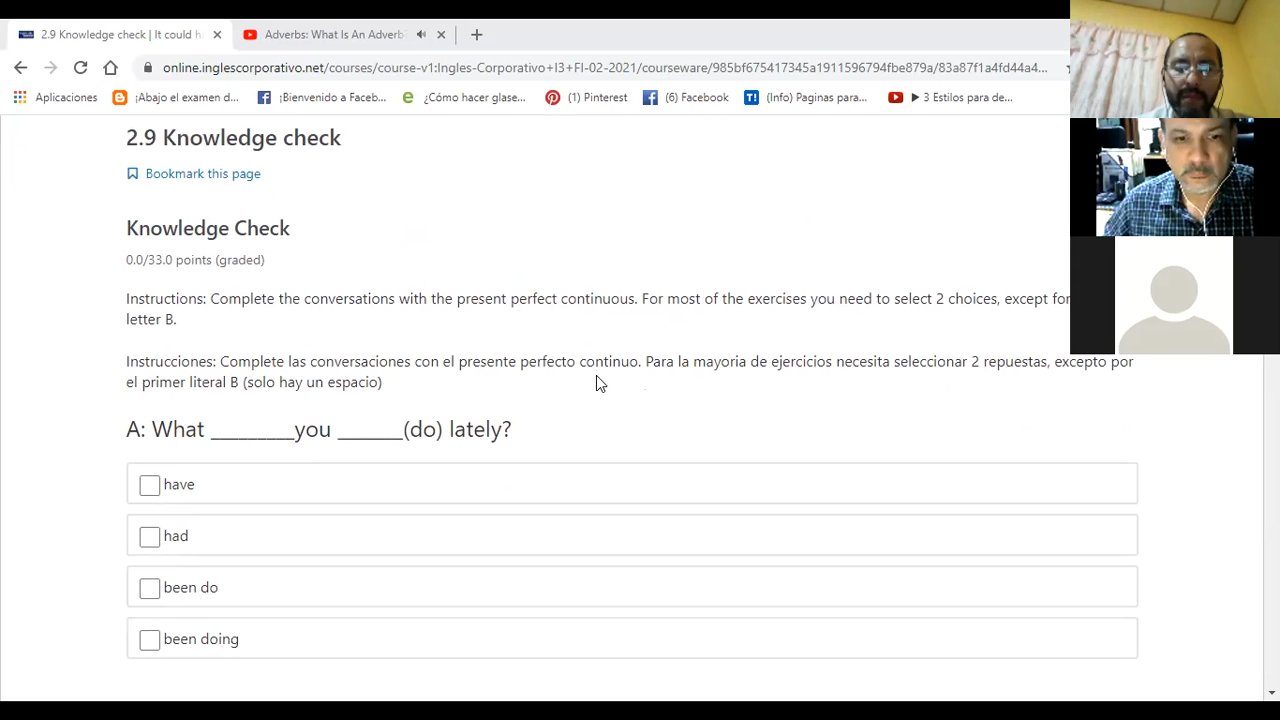 2.9 Knowledge check | It could h
Adverbs: What Is An Adverb
online.inglescorporativo.net/courses/course-v1:Ingles-Corporativo+I3+FI-02-2021/courseware/985bf675417345a1911596794fbe879a/83a87f1a4fd44a4...
Aplicaciones ¡Abajo el examen d... ¡Bienvenido a Faceb... ¿Cómo hacer glase... (1) Pinterest (6) Facebook (Info) Paginas para... 3 Estilos para de...
2.9 Knowledge check
Bookmark this page
Knowledge Check
0.0/33.0 points (graded)
Instructions: Complete the conversations with the present perfect continuous. For most of the exercises you need to select 2 choices, except for
letter B.
Instrucciones: Complete las conversaciones con el presente perfecto continuo. Para la mayoria de ejercicios necesita seleccionar 2 repuestas, excepto por
el primer literal B (solo hay un espacio)
A: What _________you ______(do) lately?
have
had
been do
been doing